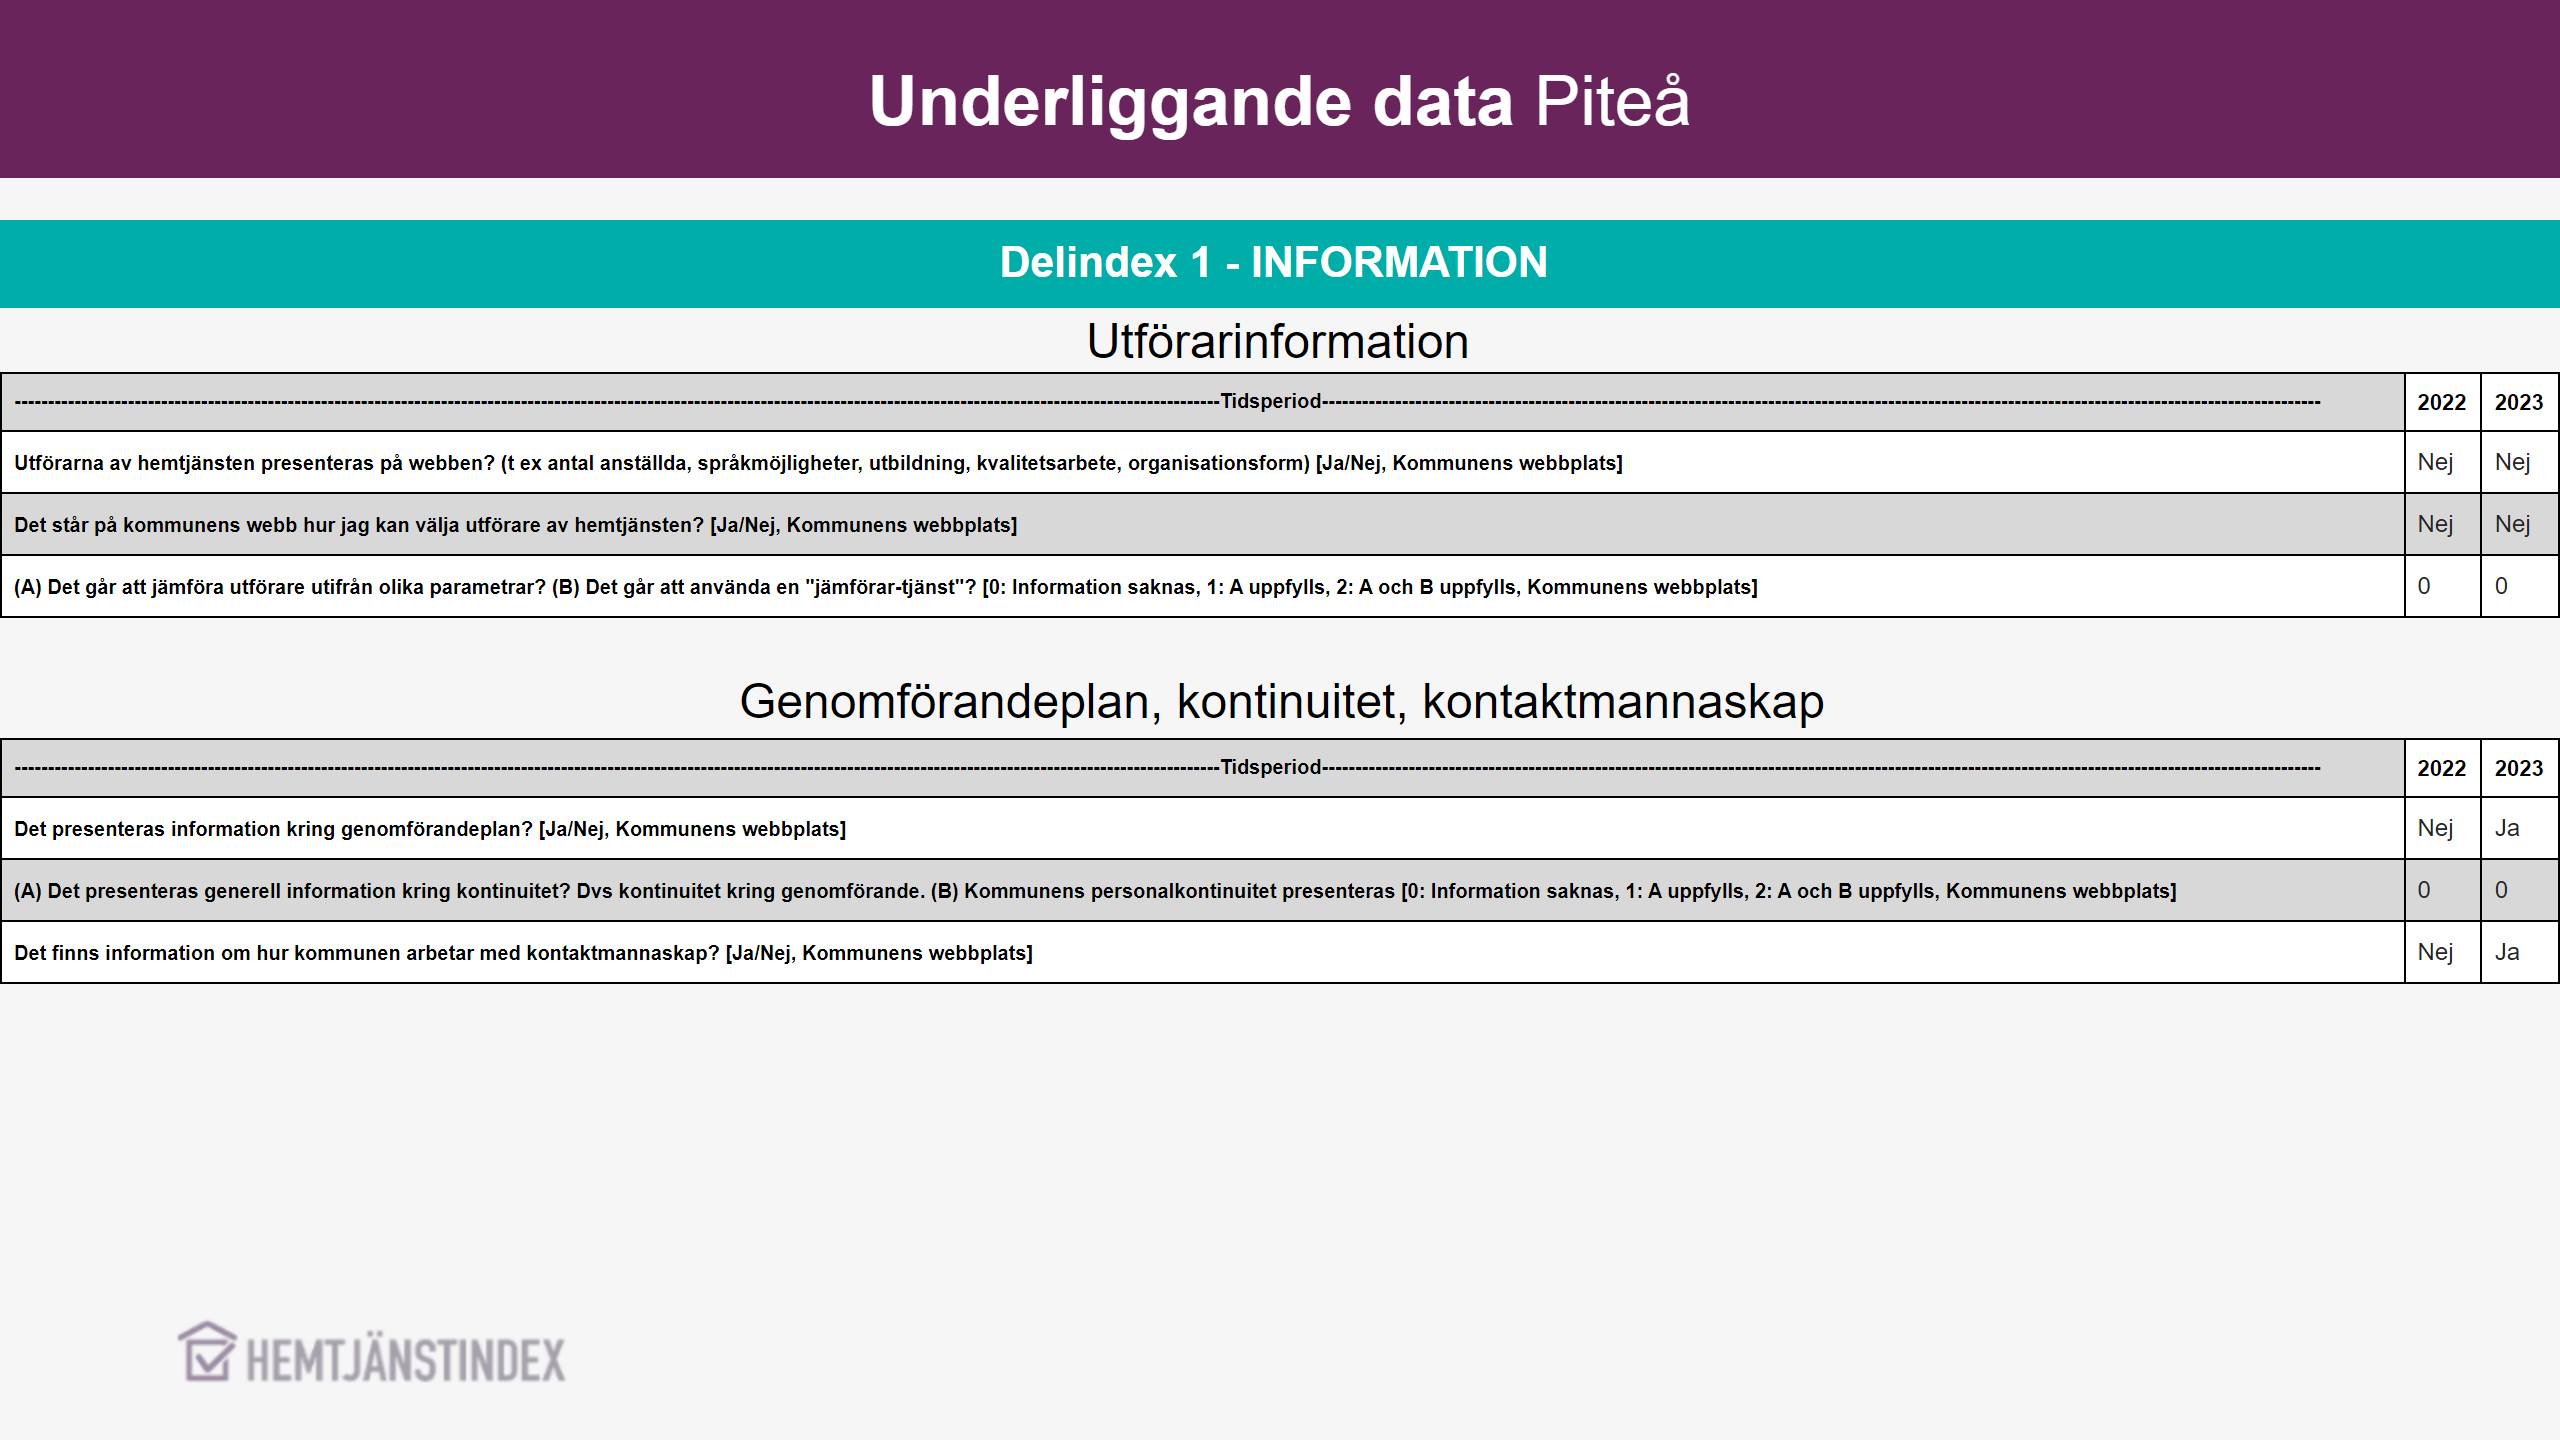 Underliggande data Piteå
Delindex 1 - INFORMATION
Utförarinformation
Tidsperiod 2022 2023
Utförarna av hemtjänsten presenteras på webben? (t ex antal anställda, språkmöjligheter, utbildning, kvalitetsarbete, organisationsform) [Ja/Nej, Kommunens webbplats] Nej Nej
Det står på kommunens webb hur jag kan välja utförare av hemtjänsten? [Ja/Nej, Kommunens webbplats] Nej Nej
(A) Det går att jämföra utförare utifrån olika parametrar? (B) Det går att använda en "jämförar-tjänst"? [0: Information saknas, 1: A uppfylls, 2: A och B uppfylls, Kommunens webbplats] 0 0
Genomförandeplan, kontinuitet, kontaktmannaskap
Tidsperiod 2022 2023
Det presenteras information kring genomförandeplan? [Ja/Nej, Kommunens webbplats] Nej Ja
(A) Det presenteras generell information kring kontinuitet? Dvs kontinuitet kring genomförande. (B) Kommunens personalkontinuitet presenteras [0: Information saknas, 1: A uppfylls, 2: A och B uppfylls, Kommunens webbplats] 0 0
Det finns information om hur kommunen arbetar med kontaktmannaskap? [Ja/Nej, Kommunens webbplats] Nej Ja
HEMTJÄNSTINDEX